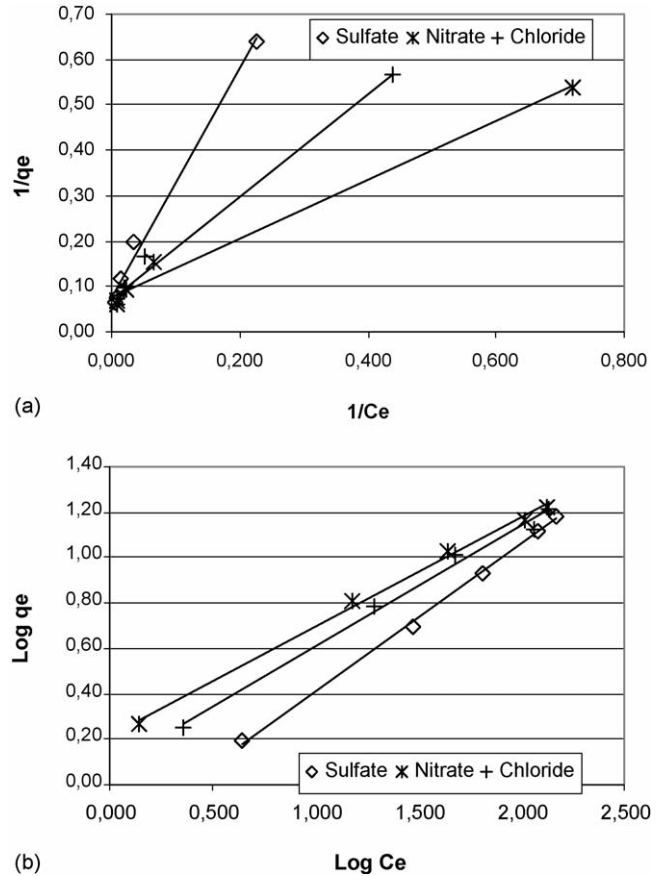 0,70
◇ Sulfate ж Nitrate + Chloride
0,60
0,50
0,40
1/qe
0,30
0,20
0,10
0,00
0,000 0,200 0,400 0,600 0,800
(a)
1/Ce
1,40
1,20
1,00
0,80
Log qe
0,60
0,40
0,20
◇ Sulfate ж Nitrate + Chloride
0,00
0,000 0,500 1,000 1,500 2,000 2,500
(b)
Log Ce